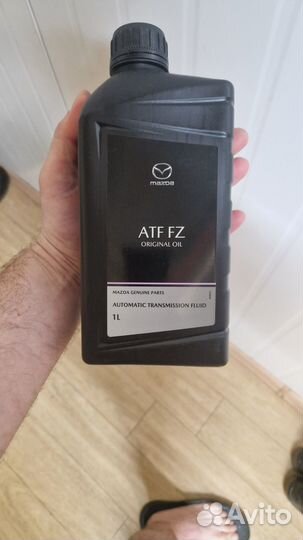 mazda
ATF FZ
ORIGINAL OIL
MAZDA GENUINE PARTS
AUTOMATIC TRANSMISSION FLUID
1L
Avito